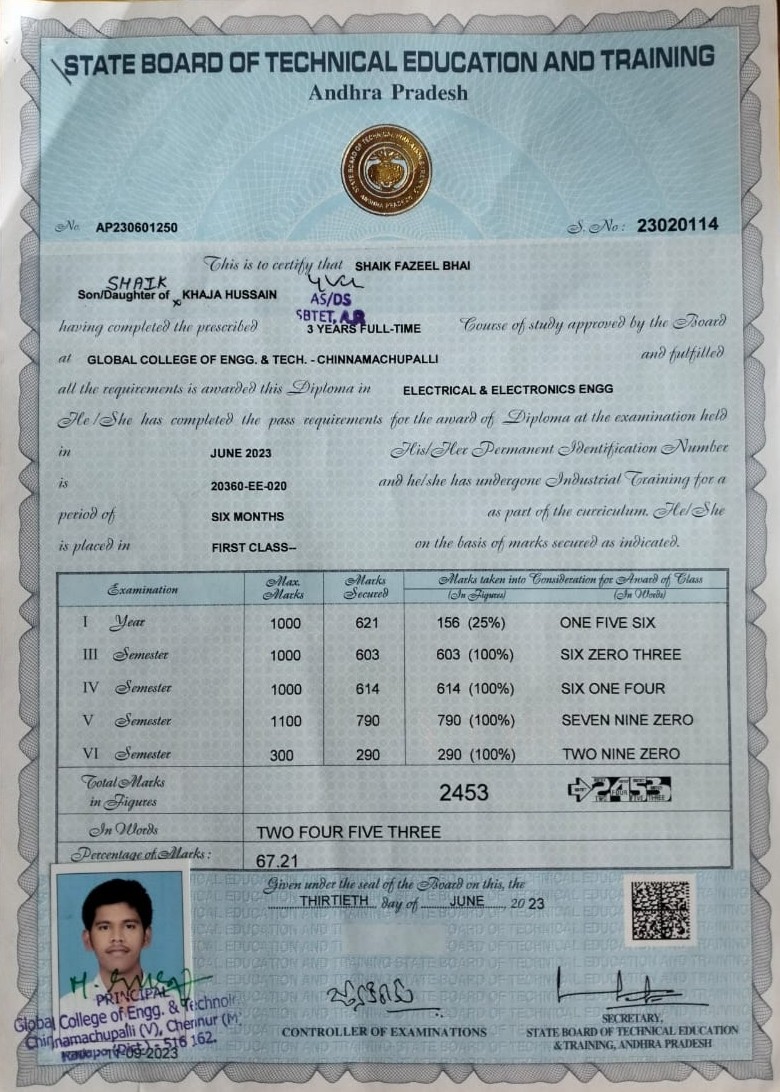 STATE BOARD OF TECHNICAL EDUCATION AND TRAINING
Andhra Pradesh
No. AP230601250 S. No: 23020114
This is to certify that SHAIK FAZEEL BHAI
SHAIK
Son/Daughter of KHAJA HUSSAIN AS/DS
SBTET, A.P.
having completed the prescribed 3 YEARS FULL-TIME Course of study approved by the Board
at GLOBAL COLLEGE OF ENGG. & TECH. - CHINNAMACHUPALLI and fulfilled
all the requirements is awarded this Diploma in ELECTRICAL & ELECTRONICS ENGG
He/She has completed the pass requirements for the award of Diploma at the examination held
in JUNE 2023 His/Her Permanent Identification Number
is 20360-EE-020 and he/she has undergone Industrial Training for a
period of SIX MONTHS as part of the curriculum. He/She
is placed in FIRST CLASS-- on the basis of marks secured as indicated.
Examination Max. Marks Marks Secured Marks taken into Consideration for Award of Class
(In Figures) (In Words)
I Year 1000 621 156 (25%) ONE FIVE SIX
III Semester 1000 603 603 (100%) SIX ZERO THREE
IV Semester 1000 614 614 (100%) SIX ONE FOUR
V Semester 1100 790 790 (100%) SEVEN NINE ZERO
VI Semester 300 290 290 (100%) TWO NINE ZERO
Total Marks in Figures 2453 2453
TWO FOUR FIVE THREE
In Words TWO FOUR FIVE THREE
Percentage of Marks: 67.21
Given under the seal of the Board on this, the
THIRTIETH day of JUNE, 2023
PRINCIPAL
Global College of Engg. & Technolo
Chinnamachupalli (V), Chennur (M
(Dist.) - 516 162.
-09-2023
CONTROLLER OF EXAMINATIONS
SECRETARY,
STATE BOARD OF TECHNICAL EDUCATION
& TRAINING, ANDHRA PRADESH